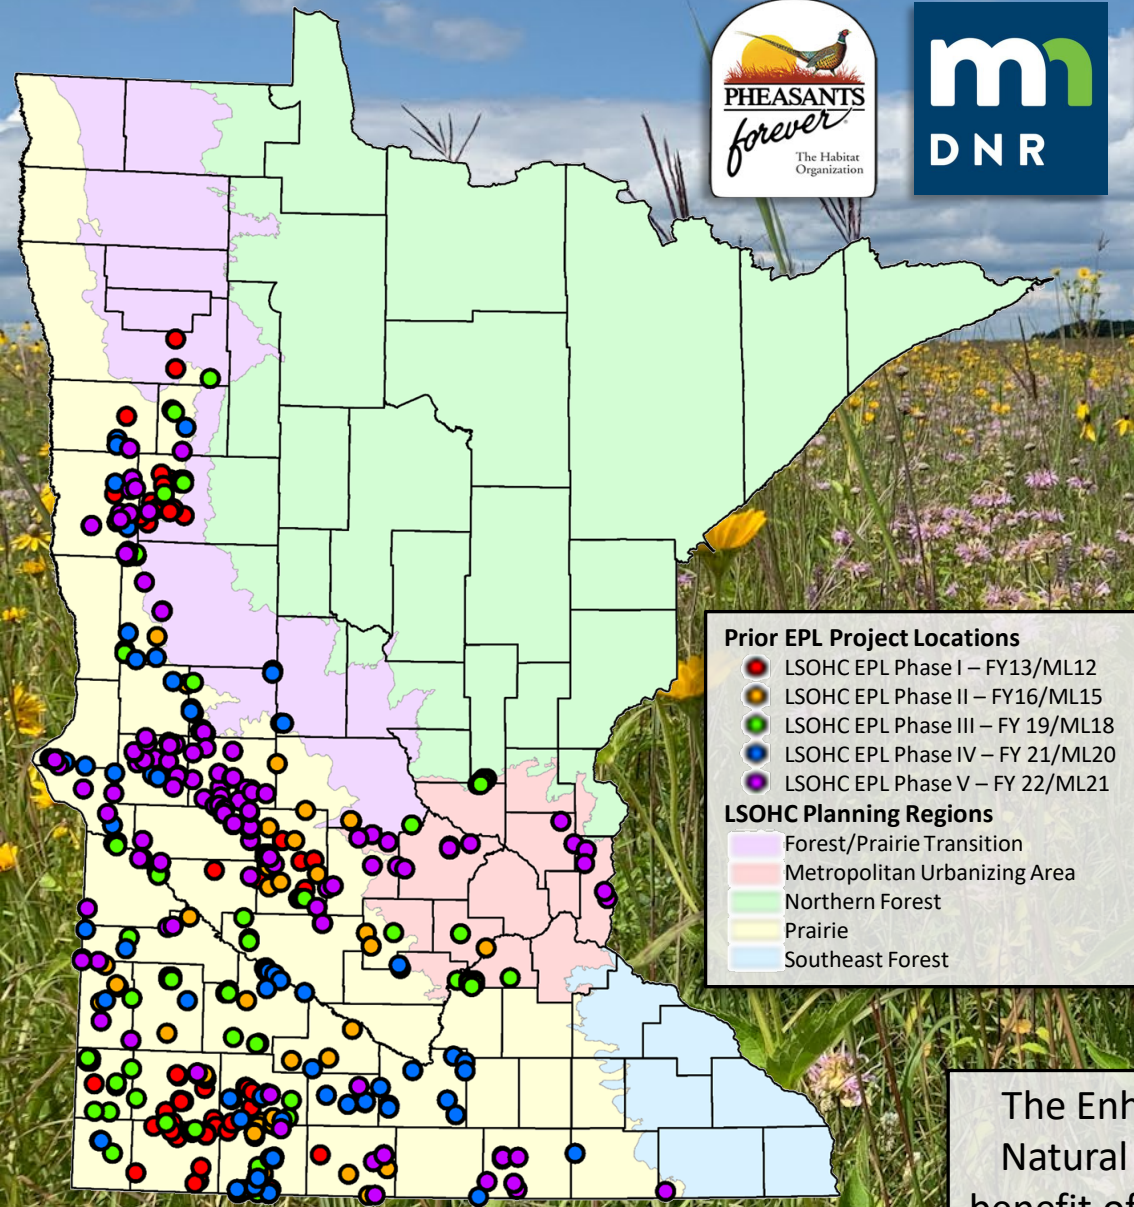 PHEASANTS
forever
The Habitat
Organization
mn
DNR
Prior EPL Project Locations
LSOHC EPL Phase I – FY13/ML12
LSOHC EPL Phase II – FY16/ML15
LSOHC EPL Phase III – FY 19/ML18
LSOHC EPL Phase IV – FY 21/ML20
LSOHC EPL Phase V – FY 22/ML21
LSOHC Planning Regions
Forest/Prairie Transition
Metropolitan Urbanizing Area
Northern Forest
Prairie
Southeast Forest
The Enh
Natural
benefit of